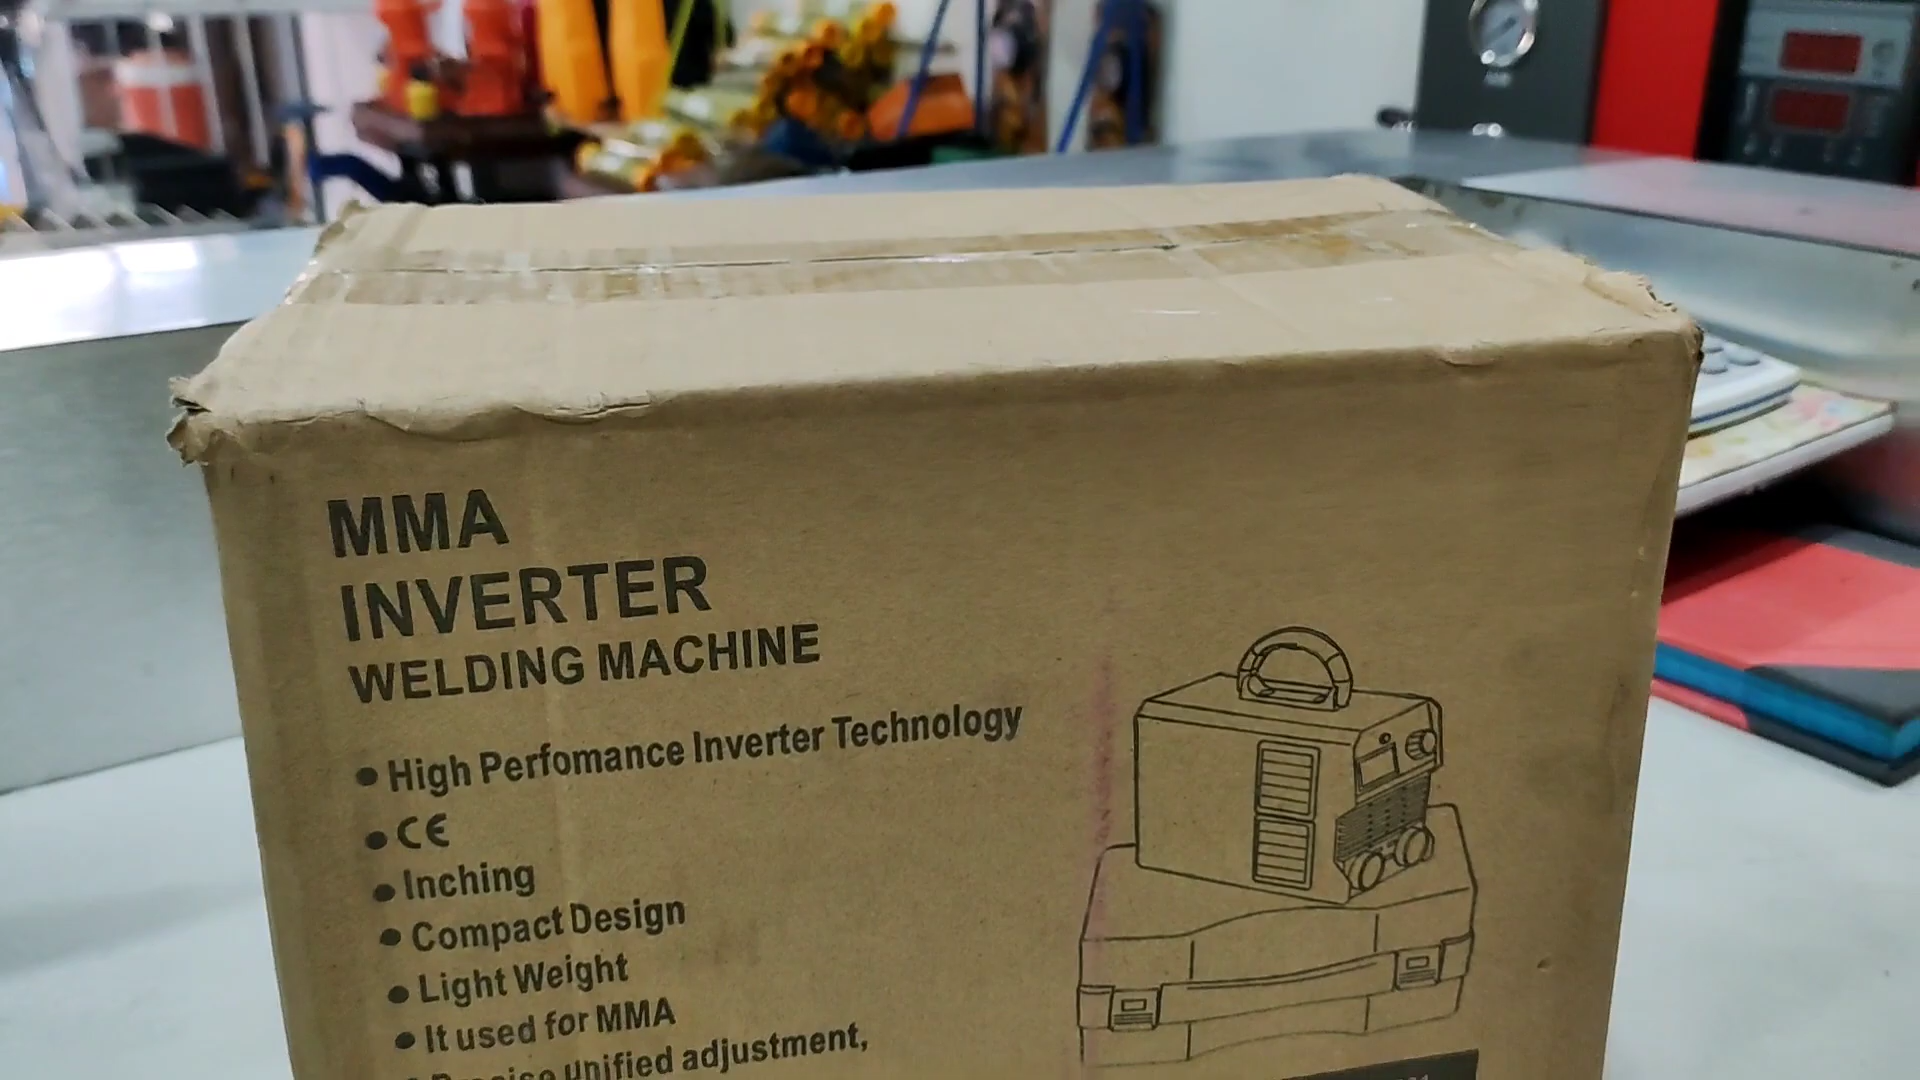 MMA
INVERTER
WELDING MACHINE
● High Perfomance Inverter Technology
● CE
● Inching
● Compact Design
● Light Weight
● It used for MMA
unified adjustment,